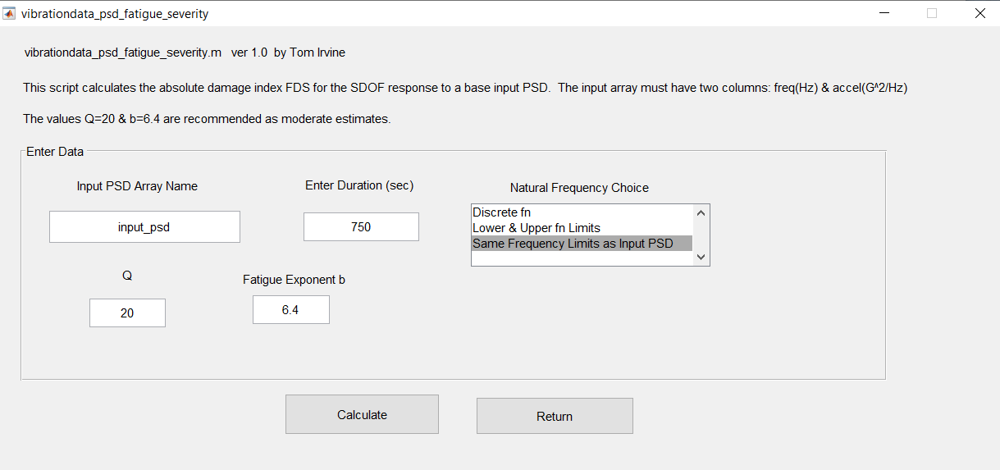 vibrationdata_psd_fatigue_severity
vibrationdata_psd_fatigue_severity.m ver 1.0 by Tom Irvine
This script calculates the absolute damage index FDS for the SDOF response to a base input PSD. The input array must have two columns: freq(Hz) & accel(G^2/Hz)
The values Q=20 & b=6.4 are recommended as moderate estimates.
Enter Data
Input PSD Array Name
input_psd
Enter Duration (sec)
750
Natural Frequency Choice
Discrete fn
Lower & Upper fn Limits
Same Frequency Limits as Input PSD
Q
20
Fatigue Exponent b
6.4
Calculate
Return